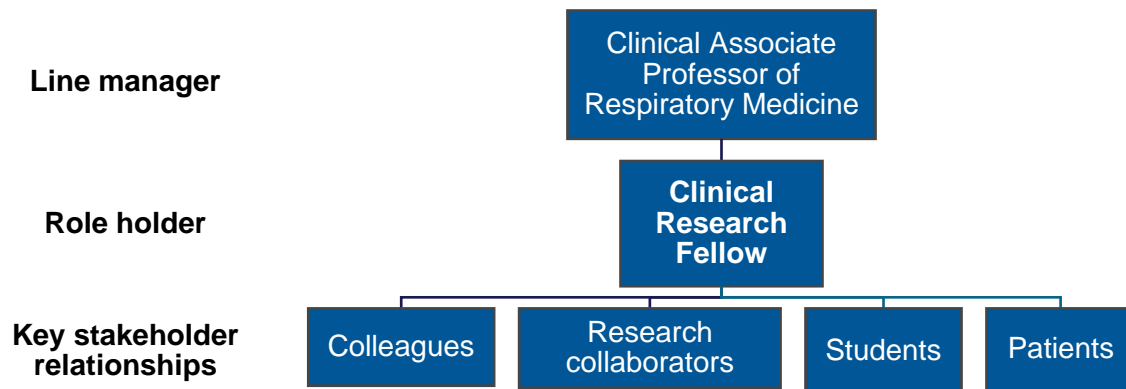 Line manager
Clinical Associate
Professor of
Respiratory Medicine
Role holder
Clinical
Research
Fellow
Key stakeholder
relationships
Colleagues
Research
collaborators
Students
Patients